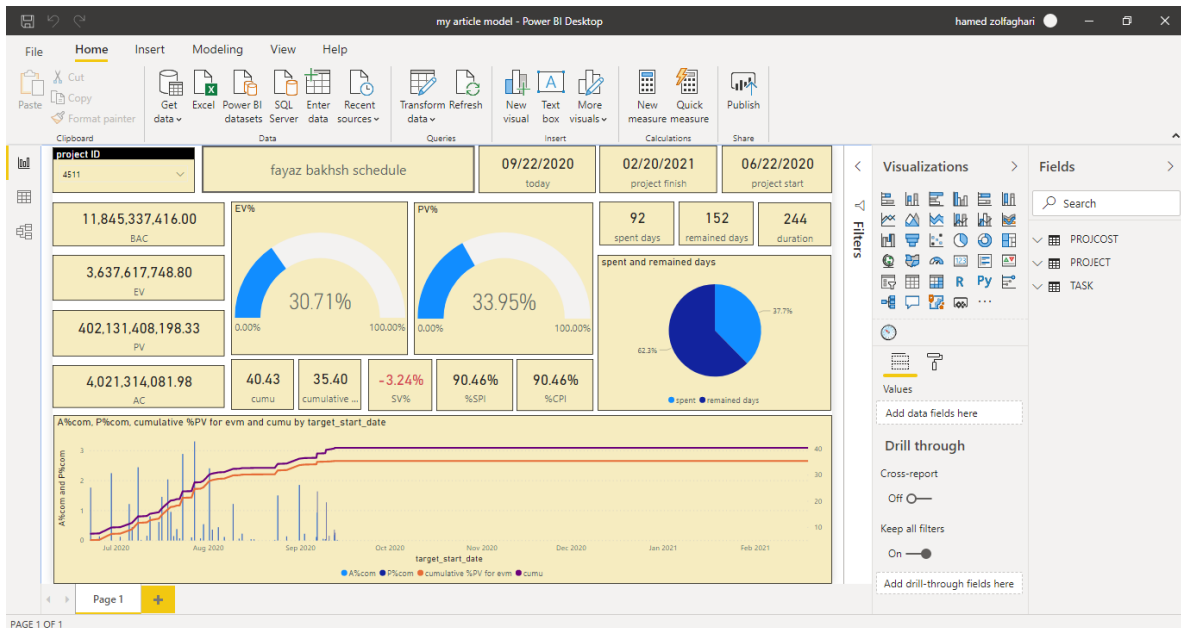 my article model - Power BI Desktop
hamed zolfaghari
File Home Insert Modeling View Help
Paste
Cut
Copy
Format painter
Get data
Excel
Power BI datasets
SQL Server
Enter data
Recent sources
Transform data
Refresh
New visual
Text box
More visuals
New measure
Quick measure
Publish
Clipboard Data Queries Insert Calculations Share
project ID
4511
fayaz bakhsh schedule
09/22/2020
today
02/20/2021
project finish
06/22/2020
project start
11,845,337,416.00
BAC
3,637,617,748.80
EV
402,131,408,198.33
PV
4,021,314,081.98
AC
EV%
30.71%
0.00% 100.00%
PV%
33.95%
0.00% 100.00%
92
spent days
152
remained days
244
duration
spent and remained days
37.7%
62.3%
spent remained days
40.43
cumu
35.40
cumulative ...
-3.24%
SV%
90.46%
%SPI
90.46%
%CPI
A%com, P%com, cumulative %PV for evm and cumu by target_start_date
A%com and P%com
3
2
1
0
40
30
20
10
Jul 2020 Aug 2020 Sep 2020 Oct 2020 Nov 2020 Dec 2020 Jan 2021 Feb 2021
target_start_date
A%com P%com cumulative %PV for evm cumu
Filters
Visualizations
R Py
123
Values
Add data fields here
Drill through
Cross-report
Off
Keep all filters
On
Add drill-through fields here
Fields
Search
PROJCOST
PROJECT
TASK
Page 1
PAGE 1 OF 1